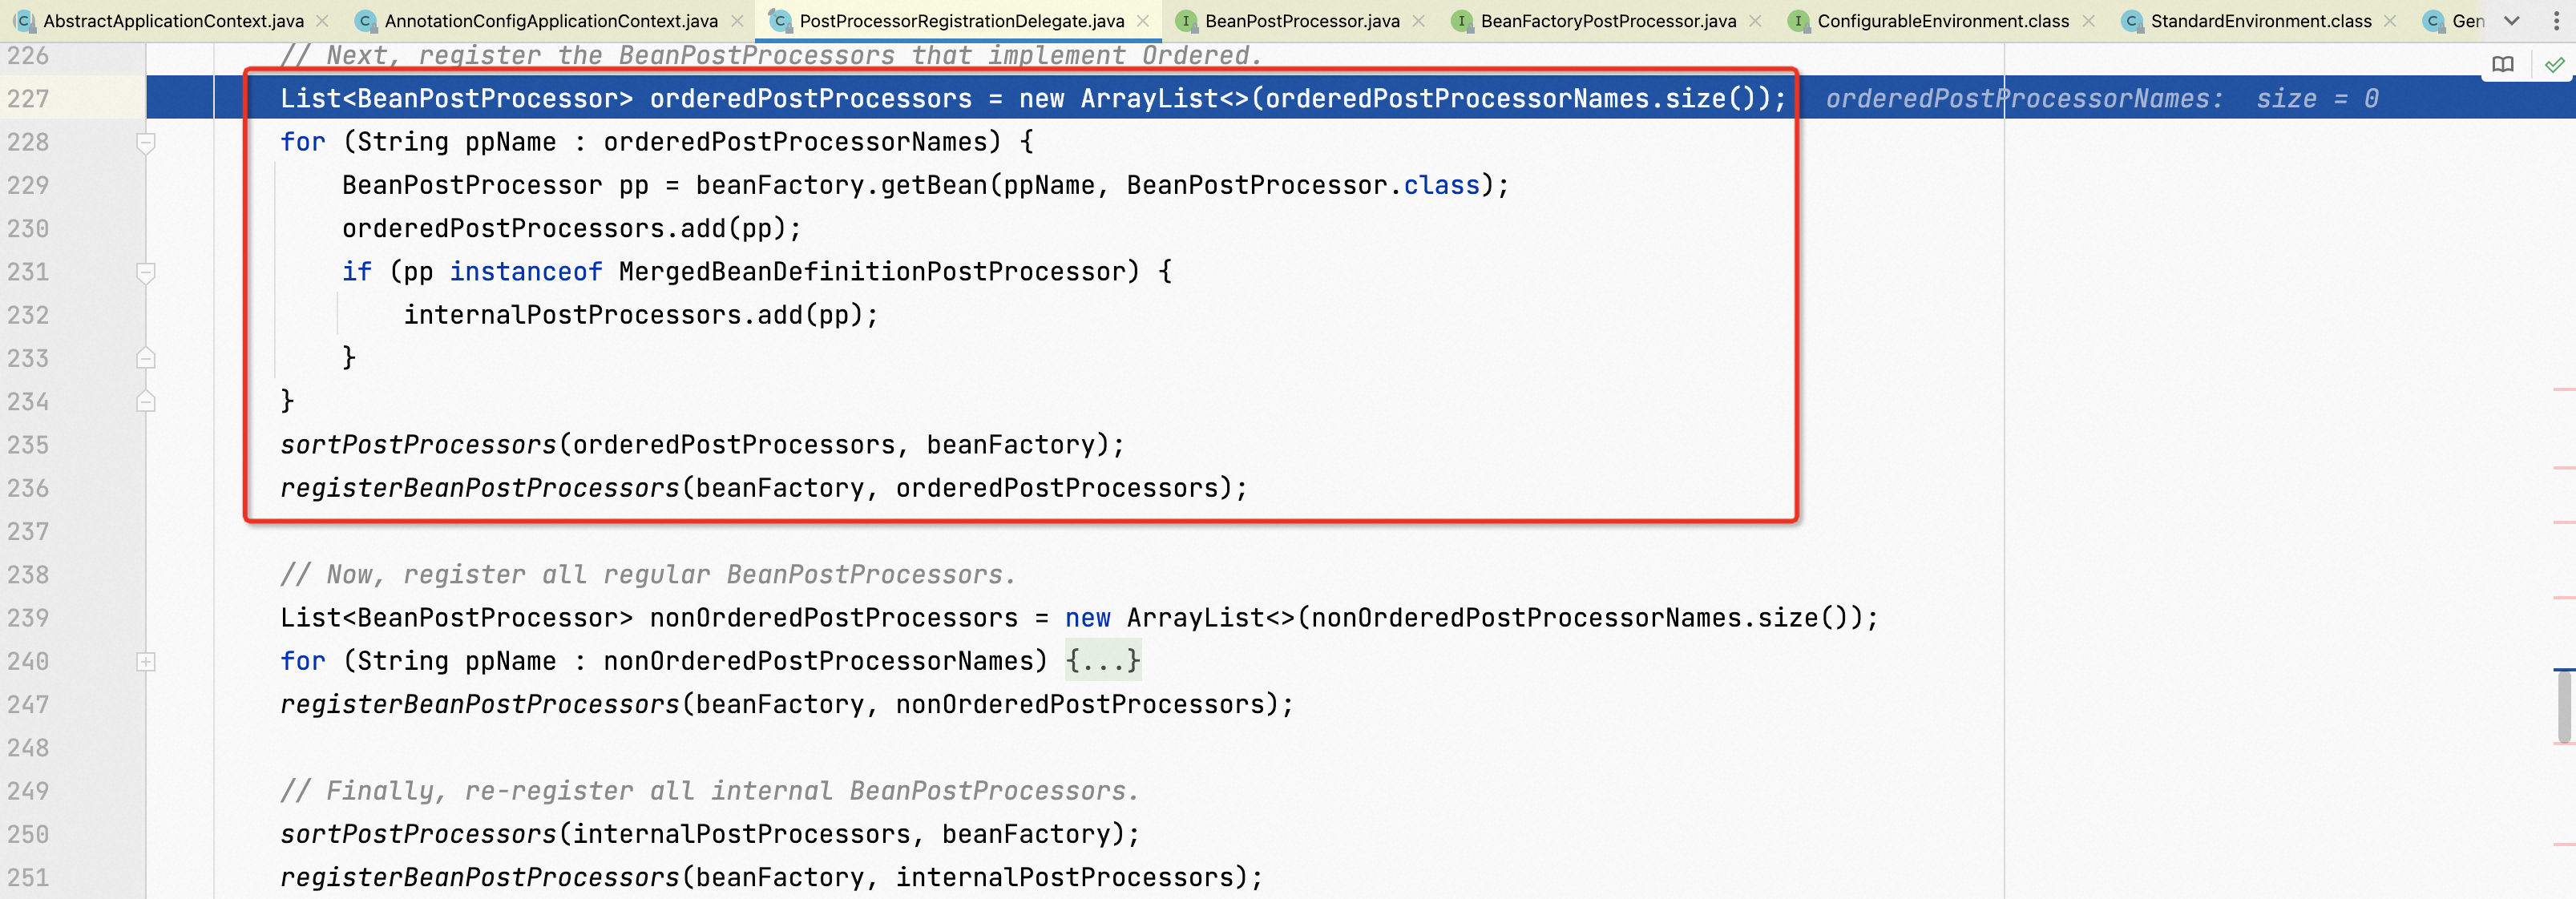 AbstractApplicationContext.java AnnotationConfigApplicationContext.java PostProcessorRegistrationDelegate.java BeanPostProcessor.java BeanFactoryPostProcessor.java ConfigurableEnvironment.class StandardEnvironment.class Gen
226 // Next, register the BeanPostProcessors that implement Ordered.
227 List<BeanPostProcessor> orderedPostProcessors = new ArrayList<>(orderedPostProcessorNames.size()); orderedPostProcessorNames: size = 0
228 for (String ppName : orderedPostProcessorNames) {
229 BeanPostProcessor pp = beanFactory.getBean(ppName, BeanPostProcessor.class);
230 orderedPostProcessors.add(pp);
231 if (pp instanceof MergedBeanDefinitionPostProcessor) {
232 internalPostProcessors.add(pp);
233 }
234 }
235 sortPostProcessors(orderedPostProcessors, beanFactory);
236 registerBeanPostProcessors(beanFactory, orderedPostProcessors);
237
238 // Now, register all regular BeanPostProcessors.
239 List<BeanPostProcessor> nonOrderedPostProcessors = new ArrayList<>(nonOrderedPostProcessorNames.size());
240 for (String ppName : nonOrderedPostProcessorNames) {...}
247 registerBeanPostProcessors(beanFactory, nonOrderedPostProcessors);
248
249 // Finally, re-register all internal BeanPostProcessors.
250 sortPostProcessors(internalPostProcessors, beanFactory);
251 registerBeanPostProcessors(beanFactory, internalPostProcessors);